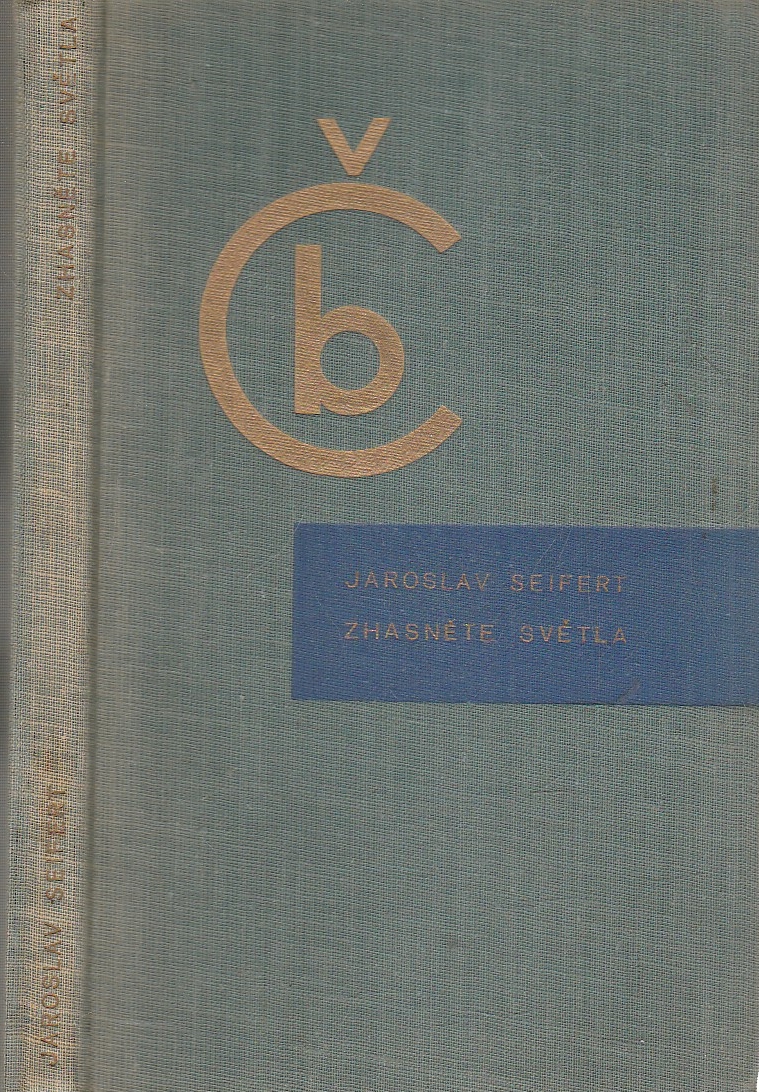 Čb
JAROSLAV SEIFERT
ZHASNĚTE SVĚTLA
JAROSLAV SEIFERT ZHASNĚTE SVĚTLA